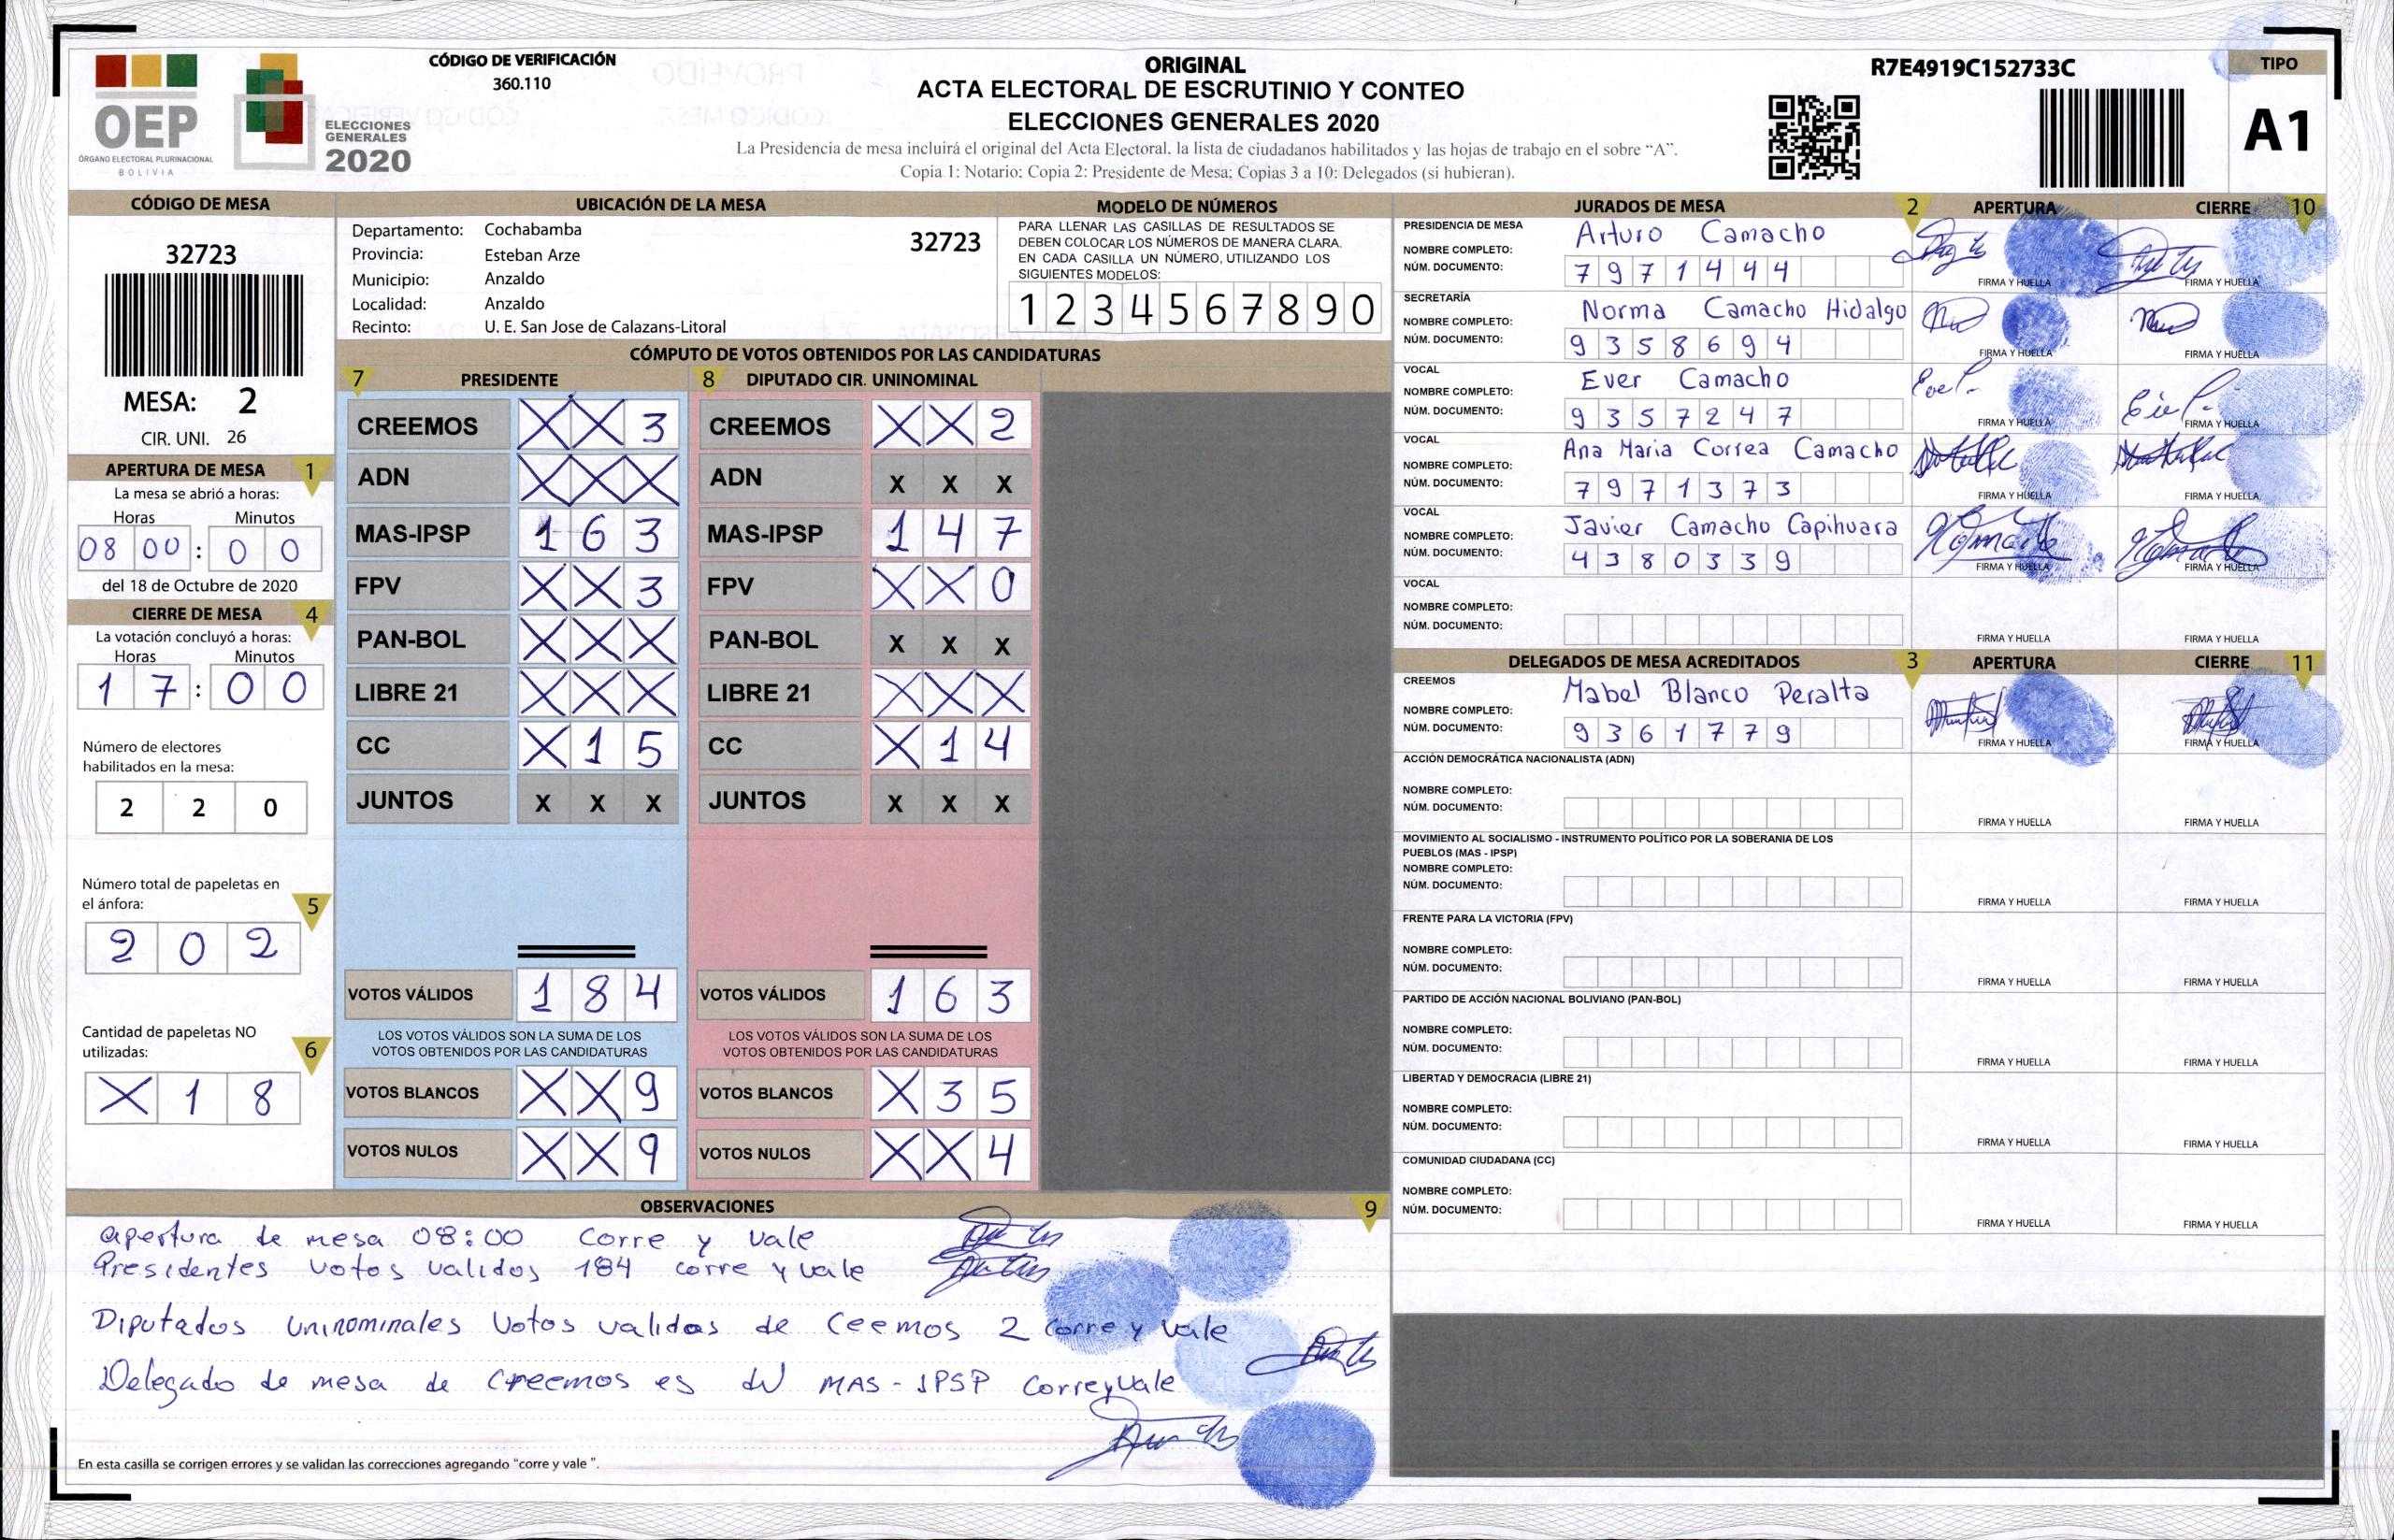 OEP
ÓRGANO ELECTORAL PLURINACIONAL
BOLIVIA
ELECCIONES
GENERALES
2020
CÓDIGO DE VERIFICACIÓN
360.110
ORIGINAL
ACTA ELECTORAL DE ESCRUTINIO Y CONTEO
ELECCIONES GENERALES 2020
La Presidencia de mesa incluirá el original del Acta Electoral, la lista de ciudadanos habilitados y las hojas de trabajo en el sobre “A”.
Copia 1: Notario; Copia 2: Presidente de Mesa; Copias 3 a 10: Delegados (si hubieran).
R7E4919C152733C
TIPO
A1
CÓDIGO DE MESA
32723
MESA: 2
CIR. UNI. 26
APERTURA DE MESA 1
La mesa se abrió a horas:
Horas Minutos
08 00 : 0 0
del 18 de Octubre de 2020
CIERRE DE MESA 4
La votación concluyó a horas:
Horas Minutos
1 7 : 0 0
Número de electores
habilitados en la mesa:
2 2 0
Número total de papeletas en
el ánfora: 5
2 0 2
Cantidad de papeletas NO
utilizadas: 6
X 1 8
UBICACIÓN DE LA MESA
Departamento: Cochabamba 32723
Provincia: Esteban Arze
Municipio: Anzaldo
Localidad: Anzaldo
Recinto: U. E. San Jose de Calazans-Litoral
MODELO DE NÚMEROS
PARA LLENAR LAS CASILLAS DE RESULTADOS SE
DEBEN COLOCAR LOS NÚMEROS DE MANERA CLARA.
EN CADA CASILLA UN NÚMERO, UTILIZANDO LOS
SIGUIENTES MODELOS:
1 2 3 4 5 6 7 8 9 0
CÓMPUTO DE VOTOS OBTENIDOS POR LAS CANDIDATURAS
7 PRESIDENTE 8 DIPUTADO CIR. UNINOMINAL
CREEMOS X X 3 CREEMOS X X 2
ADN X X X ADN X X X
MAS-IPSP 1 6 3 MAS-IPSP 1 4 7
FPV X X 3 FPV X X 0
PAN-BOL X X X PAN-BOL X X X
LIBRE 21 X X X LIBRE 21 X X X
CC X 1 5 CC X 1 4
JUNTOS X X X JUNTOS X X X
VOTOS VÁLIDOS 1 8 4 VOTOS VÁLIDOS 1 6 3
LOS VOTOS VÁLIDOS SON LA SUMA DE LOS LOS VOTOS VÁLIDOS SON LA SUMA DE LOS
VOTOS OBTENIDOS POR LAS CANDIDATURAS VOTOS OBTENIDOS POR LAS CANDIDATURAS
VOTOS BLANCOS X X 9 VOTOS BLANCOS X 3 5
VOTOS NULOS X X 9 VOTOS NULOS X X 4
JURADOS DE MESA 2 APERTURA CIERRE 10
PRESIDENCIA DE MESA
NOMBRE COMPLETO: Arturo Camacho
NÚM. DOCUMENTO: 7 9 7 1 4 4 4
FIRMA Y HUELLA FIRMA Y HUELLA
SECRETARÍA
NOMBRE COMPLETO: Norma Camacho Hidalgo
NÚM. DOCUMENTO: 9 3 5 8 6 9 4
FIRMA Y HUELLA FIRMA Y HUELLA
VOCAL
NOMBRE COMPLETO: Ever Camacho
NÚM. DOCUMENTO: 9 3 5 7 2 4 7
FIRMA Y HUELLA FIRMA Y HUELLA
VOCAL
NOMBRE COMPLETO: Ana Maria Correa Camacho
NÚM. DOCUMENTO: 7 9 7 1 3 7 3
FIRMA Y HUELLA FIRMA Y HUELLA
VOCAL
NOMBRE COMPLETO: Javier Camacho Capihuara
NÚM. DOCUMENTO: 4 3 8 0 3 3 9
FIRMA Y HUELLA FIRMA Y HUELLA
VOCAL
NOMBRE COMPLETO:
NÚM. DOCUMENTO:
FIRMA Y HUELLA FIRMA Y HUELLA
DELEGADOS DE MESA ACREDITADOS 3 APERTURA CIERRE 11
CREEMOS
NOMBRE COMPLETO: Mabel Blanco Peralta
NÚM. DOCUMENTO: 9 3 6 1 7 7 9
FIRMA Y HUELLA FIRMA Y HUELLA
ACCIÓN DEMOCRÁTICA NACIONALISTA (ADN)
NOMBRE COMPLETO:
NÚM. DOCUMENTO:
FIRMA Y HUELLA FIRMA Y HUELLA
MOVIMIENTO AL SOCIALISMO - INSTRUMENTO POLÍTICO POR LA SOBERANIA DE LOS
PUEBLOS (MAS - IPSP)
NOMBRE COMPLETO:
NÚM. DOCUMENTO:
FIRMA Y HUELLA FIRMA Y HUELLA
FRENTE PARA LA VICTORIA (FPV)
NOMBRE COMPLETO:
NÚM. DOCUMENTO:
FIRMA Y HUELLA FIRMA Y HUELLA
PARTIDO DE ACCIÓN NACIONAL BOLIVIANO (PAN-BOL)
NOMBRE COMPLETO:
NÚM. DOCUMENTO:
FIRMA Y HUELLA FIRMA Y HUELLA
LIBERTAD Y DEMOCRACIA (LIBRE 21)
NOMBRE COMPLETO:
NÚM. DOCUMENTO:
FIRMA Y HUELLA FIRMA Y HUELLA
COMUNIDAD CIUDADANA (CC)
NOMBRE COMPLETO:
NÚM. DOCUMENTO:
FIRMA Y HUELLA FIRMA Y HUELLA
OBSERVACIONES 9
apertura de mesa 08:00 Corre y vale
Presidentes votos validos 184 corre y vale
Diputados Uninominales Votos validos de Ceemos 2 corre y vale
Delegado de mesa de Creemos es del MAS-IPSP Corre y vale
En esta casilla se corrigen errores y se validan las correcciones agregando “corre y vale ”.